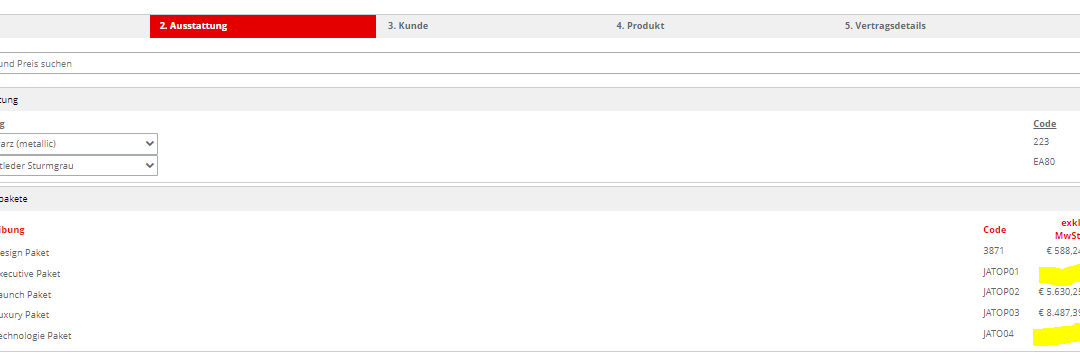 2. Ausstattung 3. Kunde 4. Produkt 5. Vertragsdetails
und Preis suchen
tung
g Code
arz (metallic) 223
tleder Sturmgrau EA80
pakete
ibung Code exkl
MwSt
esign Paket 3871 € 588,24
xecutive Paket JATOP01
aunch Paket JATOP02 € 5.630,25
uxury Paket JATOP03 € 8.487,39
echnologie Paket JATO04